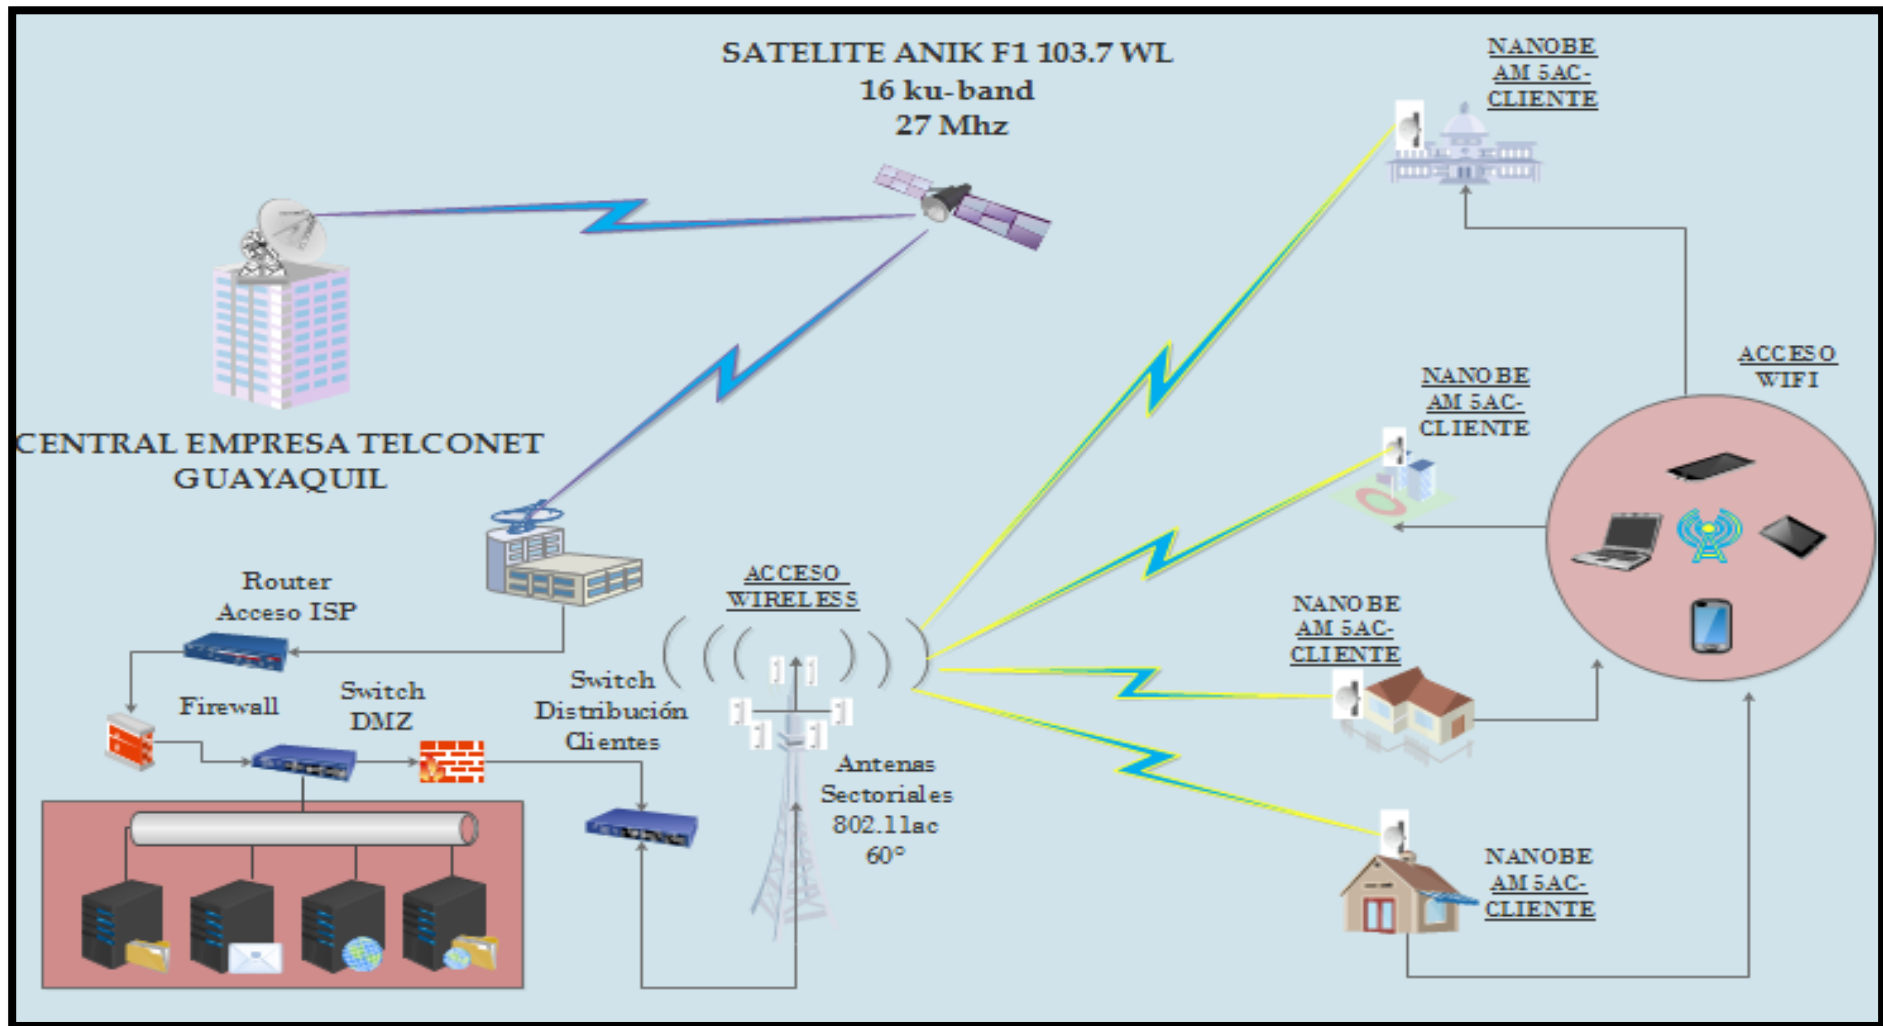 SATELITE ANIK F1 103.7 WL
16 ku-band
27 Mhz
NANOBE
AM 5AC-
CLIENTE
CENTRAL EMPRESA TELCONET
GUAYAQUIL
ACCESO
WIFI
NANOBE
AM 5AC-
CLIENTE
Router
Acceso ISP
ACCESO
WIRELESS
NANOBE
AM 5AC-
CLIENTE
Firewall
Switch
DMZ
Switch
Distribución
Clientes
Antenas
Sectoriales
802.11ac
60°
NANOBE
AM 5AC-
CLIENTE